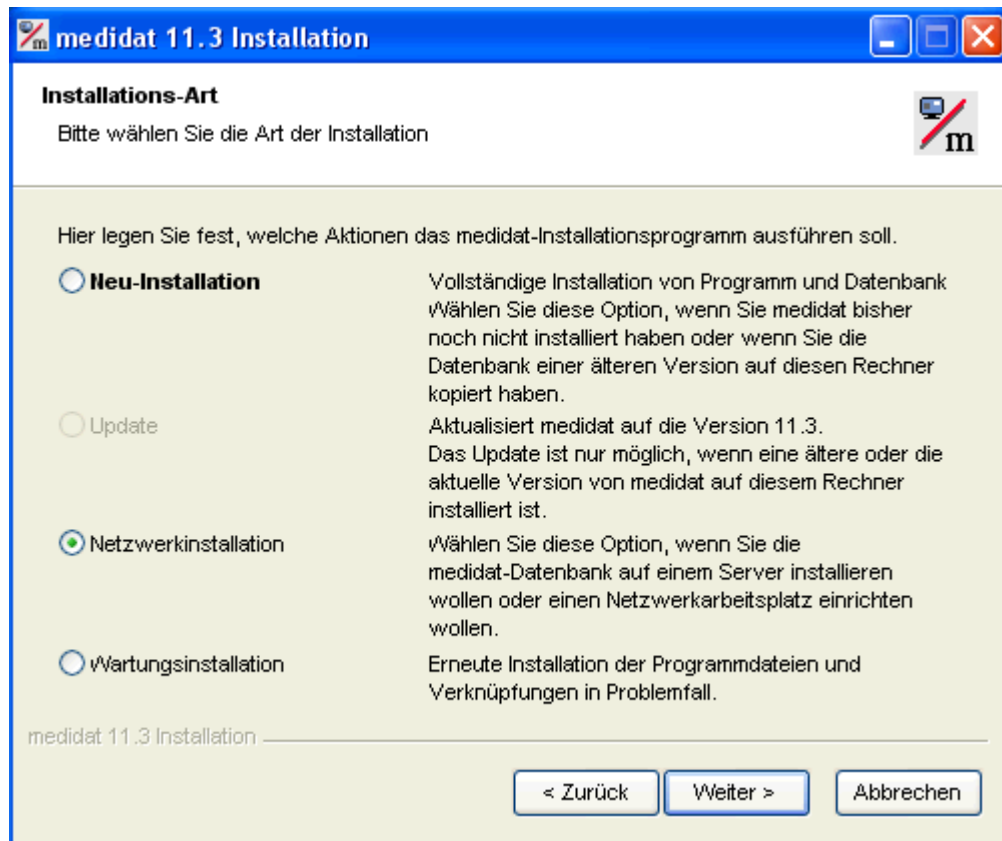 medidat 11.3 Installation
Installations-Art
Bitte wählen Sie die Art der Installation
m
Hier legen Sie fest, welche Aktionen das medidat-Installationsprogramm ausführen soll.
Neu-Installation
Vollständige Installation von Programm und Datenbank
Wählen Sie diese Option, wenn Sie medidat bisher
noch nicht installiert haben oder wenn Sie die
Datenbank einer älteren Version auf diesen Rechner
kopiert haben.
Update
Aktualisiert medidat auf die Version 11.3.
Das Update ist nur möglich, wenn eine ältere oder die
aktuelle Version von medidat auf diesem Rechner
installiert ist.
Netzwerkinstallation
Wählen Sie diese Option, wenn Sie die
medidat-Datenbank auf einem Server installieren
wollen oder einen Netzwerkarbeitsplatz einrichten
wollen.
Wartungsinstallation
Erneute Installation der Programmdateien und
Verknüpfungen in Problemfall.
medidat 11.3 Installation
< Zurück
Weiter >
Abbrechen